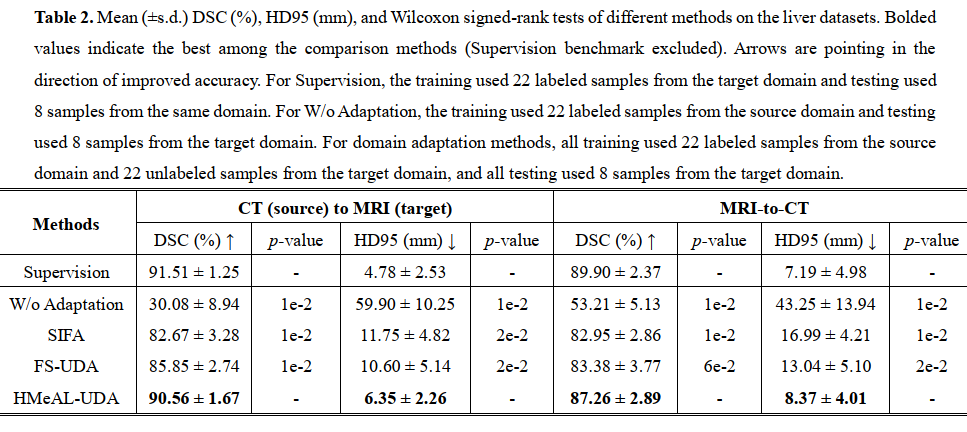 Table 2. Mean (±s.d.) DSC (%), HD95 (mm), and Wilcoxon signed-rank tests of different methods on the liver datasets. Bolded
values indicate the best among the comparison methods (Supervision benchmark excluded). Arrows are pointing in the
direction of improved accuracy. For Supervision, the training used 22 labeled samples from the target domain and testing used
8 samples from the same domain. For W/o Adaptation, the training used 22 labeled samples from the source domain and testing
used 8 samples from the target domain. For domain adaptation methods, all training used 22 labeled samples from the source
domain and 22 unlabeled samples from the target domain, and all testing used 8 samples from the target domain.
Methods CT (source) to MRI (target) MRI-to-CT
DSC (%) ↑ p-value HD95 (mm) ↓ p-value DSC (%) ↑ p-value HD95 (mm) ↓ p-value
Supervision 91.51 ± 1.25 - 4.78 ± 2.53 - 89.90 ± 2.37 - 7.19 ± 4.98 -
W/o Adaptation 30.08 ± 8.94 1e-2 59.90 ± 10.25 1e-2 53.21 ± 5.13 1e-2 43.25 ± 13.94 1e-2
SIFA 82.67 ± 3.28 1e-2 11.75 ± 4.82 2e-2 82.95 ± 2.86 1e-2 16.99 ± 4.21 1e-2
FS-UDA 85.85 ± 2.74 1e-2 10.60 ± 5.14 2e-2 83.38 ± 3.77 6e-2 13.04 ± 5.10 2e-2
HMeAL-UDA 90.56 ± 1.67 - 6.35 ± 2.26 - 87.26 ± 2.89 - 8.37 ± 4.01 -